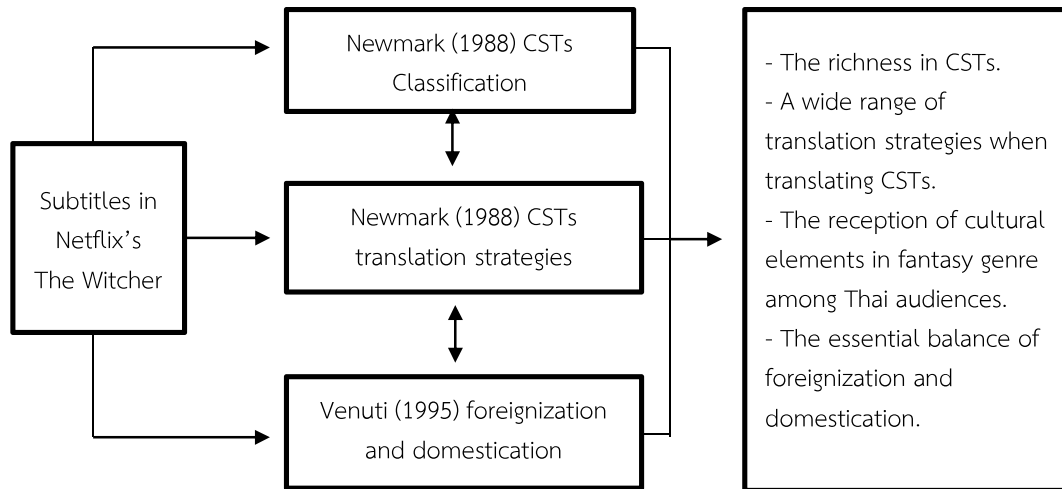 Newmark (1988) CSTs
Classification
Subtitles in
Netflix’s
The Witcher
Newmark (1988) CSTs
translation strategies
Venuti (1995) foreignization
and domestication
- The richness in CSTs.
- A wide range of
translation strategies when
translating CSTs.
- The reception of cultural
elements in fantasy genre
among Thai audiences.
- The essential balance of
foreignization and
domestication.